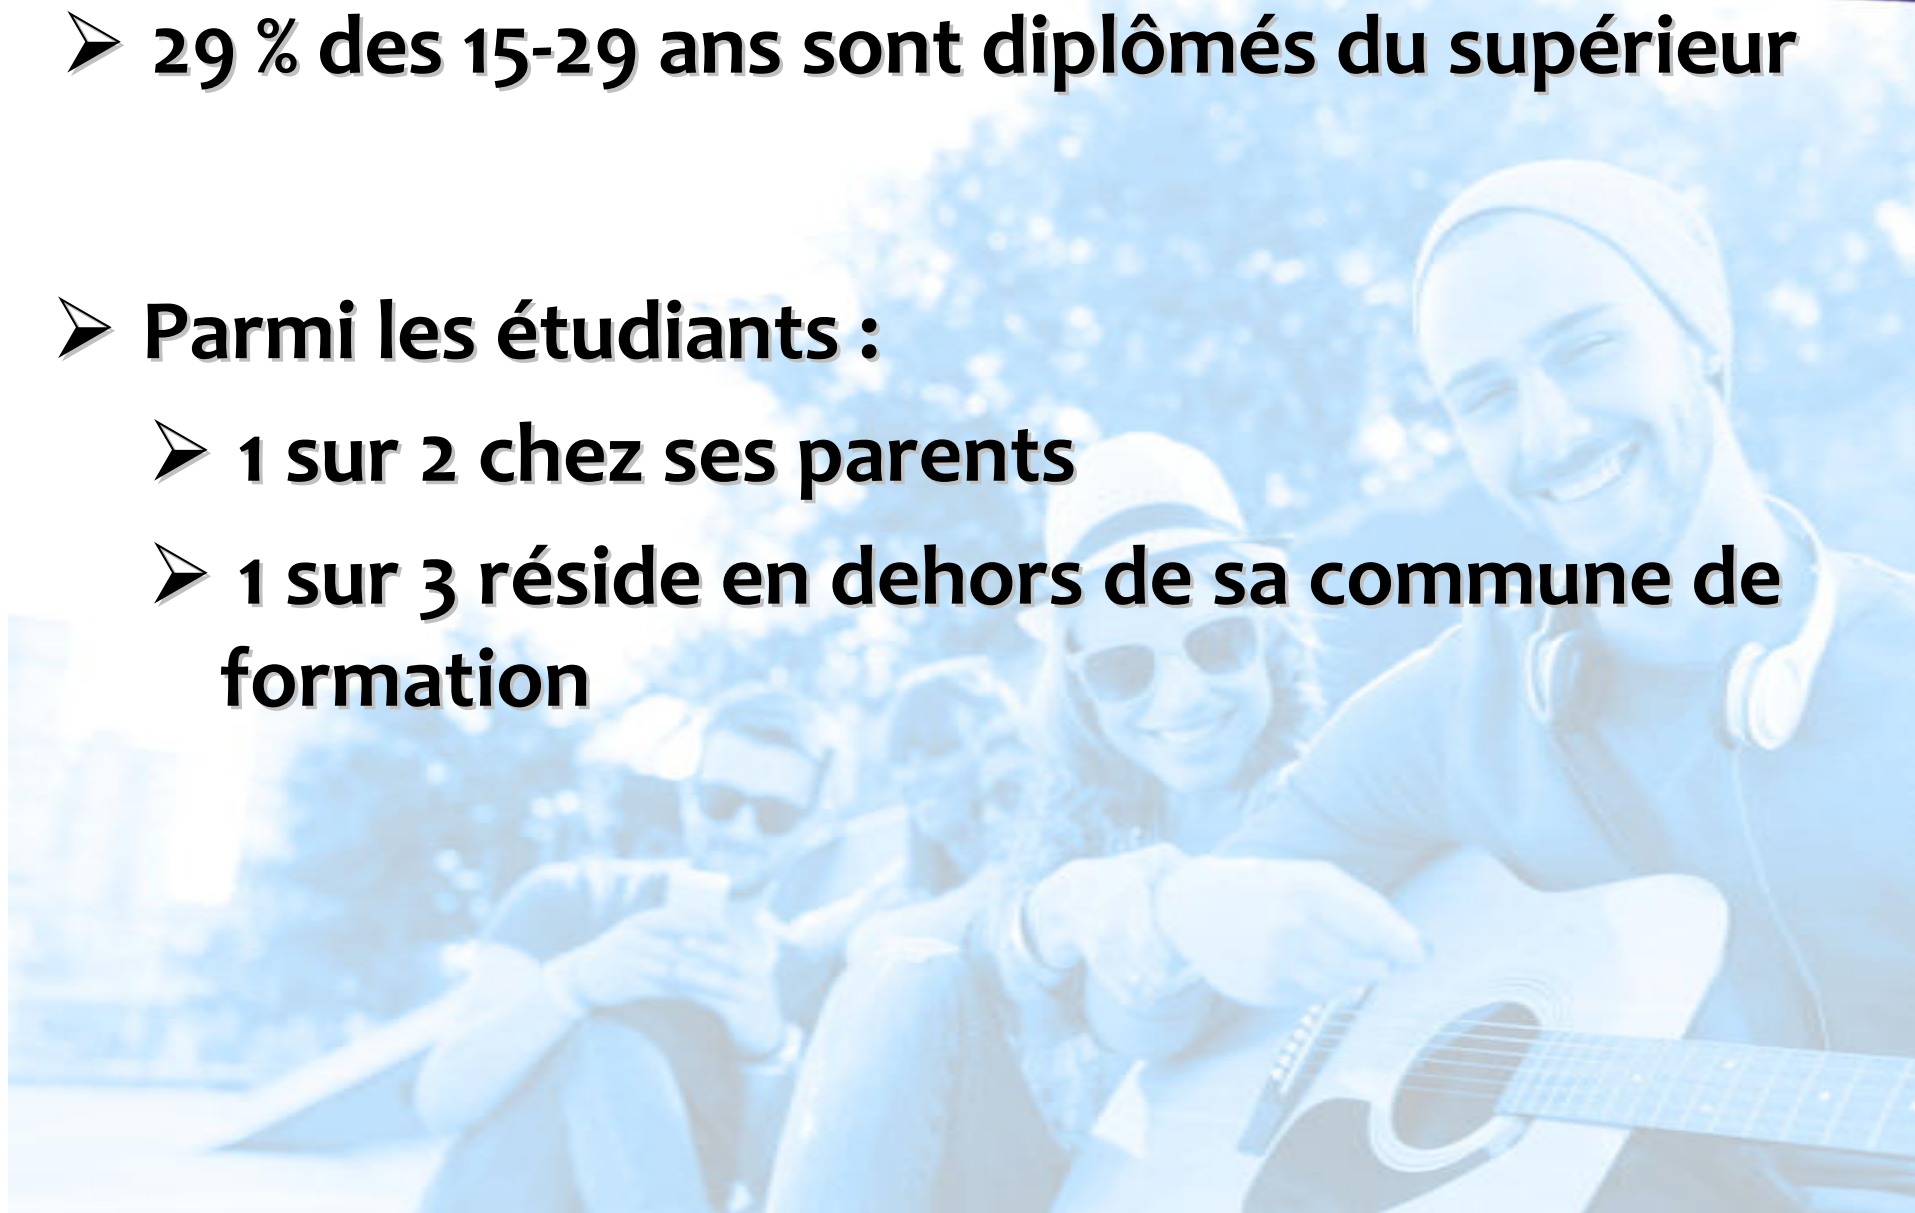 ➢ 29 % des 15-29 ans sont diplômés du supérieur
➢ Parmi les étudiants :
➢ 1 sur 2 chez ses parents
➢ 1 sur 3 réside en dehors de sa commune de
formation